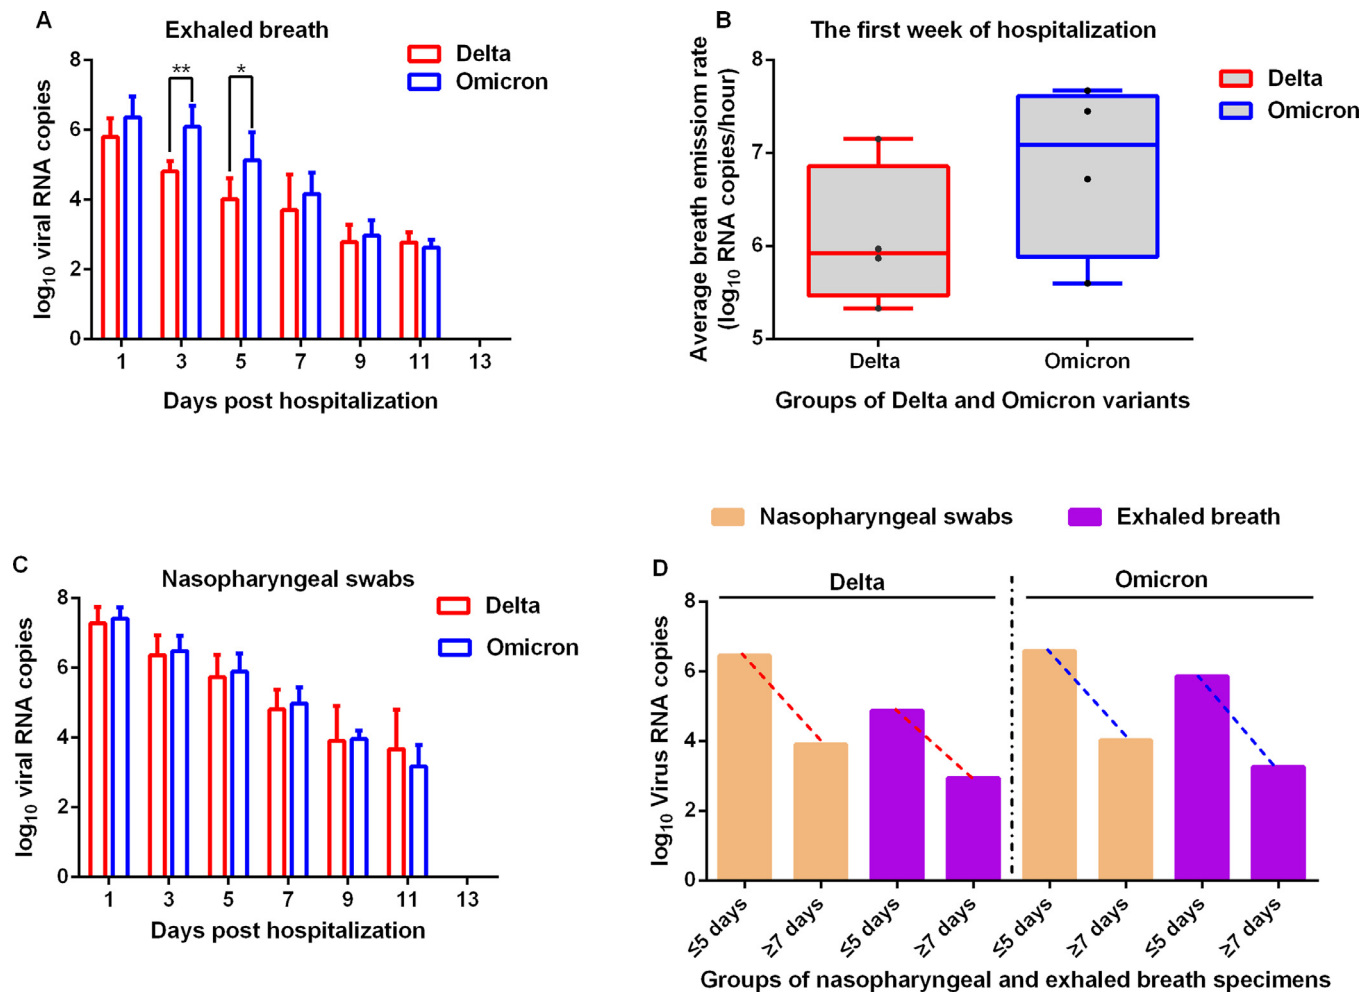 A
Exhaled breath
Delta
Omicron
** *
log10 viral RNA copies
8
6
4
2
0
1 3 5 7 9 11 13
Days post hospitalization
B
The first week of hospitalization
Delta
Omicron
Average breath emissiom rate
(log10 RNA copies/hour)
8
7
6
5
Delta Omicron
Groups of Delta and Omicron variants
C
Nasopharyngeal swabs
Delta
Omicron
log10 viral RNA copies
8
6
4
2
0
1 3 5 7 9 11 13
Days post hospitalization
Nasopharyngeal swabs Exhaled breath
D
Delta Omicron
log10 Virus RNA copies
8
6
4
2
0
≤5 days ≥7 days ≤5 days ≥7 days ≤5 days ≥7 days ≤5 days ≥7 days
Groups of nasopharyngeal and exhaled breath specimens